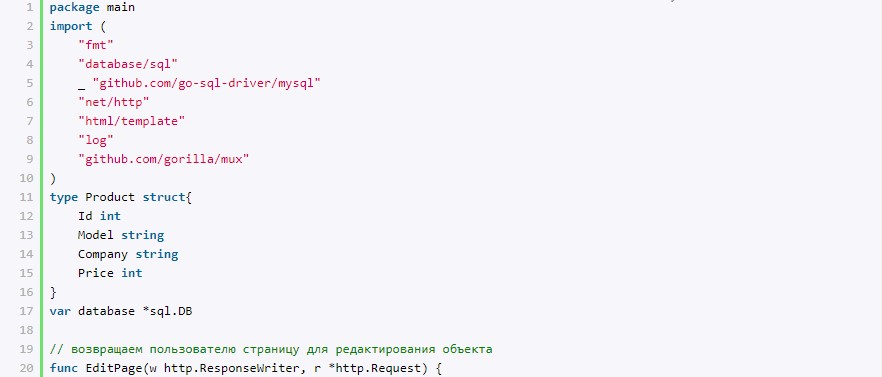 1 package main
2 import (
3     "fmt"
4     "database/sql"
5     _ "github.com/go-sql-driver/mysql"
6     "net/http"
7     "html/template"
8     "log"
9     "github.com/gorilla/mux"
10 )
11 type Product struct{
12     Id int
13     Model string
14     Company string
15     Price int
16 }
17 var database *sql.DB
18
19 // возвращаем пользователю страницу для редактирования объекта
20 func EditPage(w http.ResponseWriter, r *http.Request) {